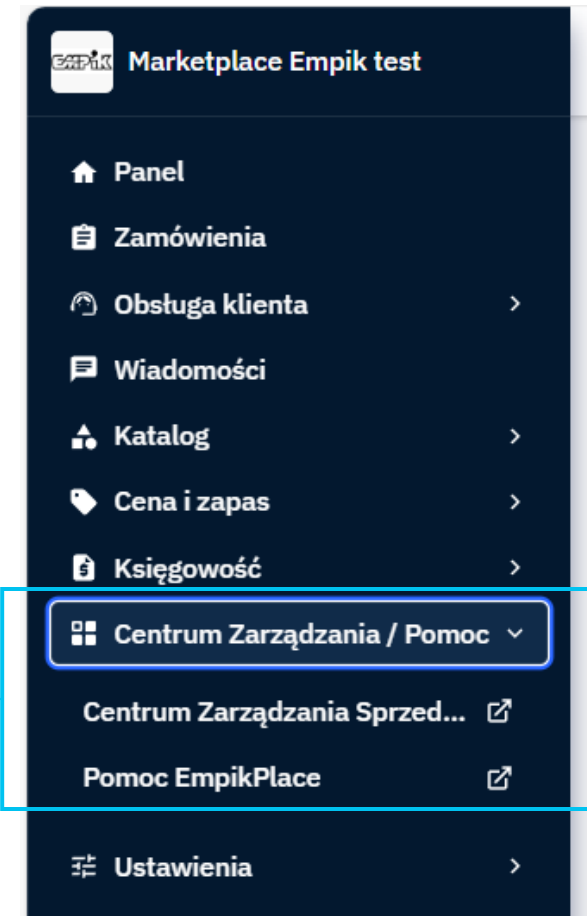 EMPIK Marketplace Empik test
Panel
Zamówienia
Obsługa klienta
Wiadomości
Katalog
Cena i zapas
Księgowość
Centrum Zarządzania / Pomoc
Centrum Zarządzania Sprzed...
Pomoc EmpikPlace
Ustawienia